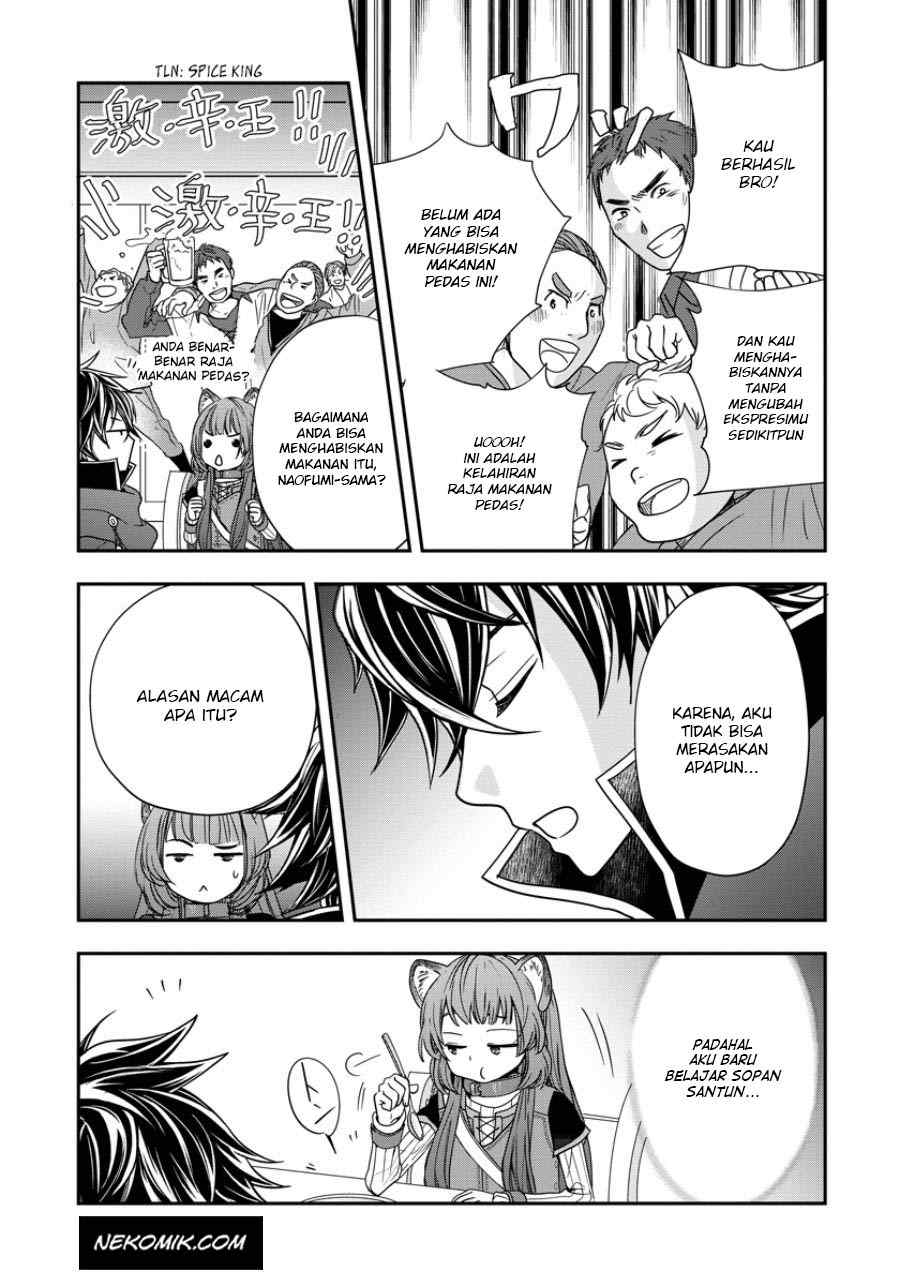 KAU
BERHASIL
BRO!
ワ
BELUM ADA
YANG BISA
MENGHABISKAN
MAKANAN
PEDAS INI!
DAN KAU
MENGHA-
BISKANNYA
TANPA
MENGUBAH
EKSPRESIMU
SEDIKITPUN
UOOOH!
INI ADALAH
KELAHIRAN
RAJA MAKANAN
PEDAS!
TLN: SPICE KING
激・辛・王!!
激・辛・王!!
ANDA BENAR-
BENAR RAJA
MAKANAN PEDAS?
BAGAIMANA
ANDA BISA
MENGHABISKAN
MAKANAN ITU,
NAOFUMI-SAMA?
KARENA, AKU
TIDAK BISA
MERASAKAN
APAPUN...
ALASAN MACAM
APA ITU?
PADAHAL
AKU BARU
BELAJAR SOPAN
SANTUN...
NEKOMIK.COM